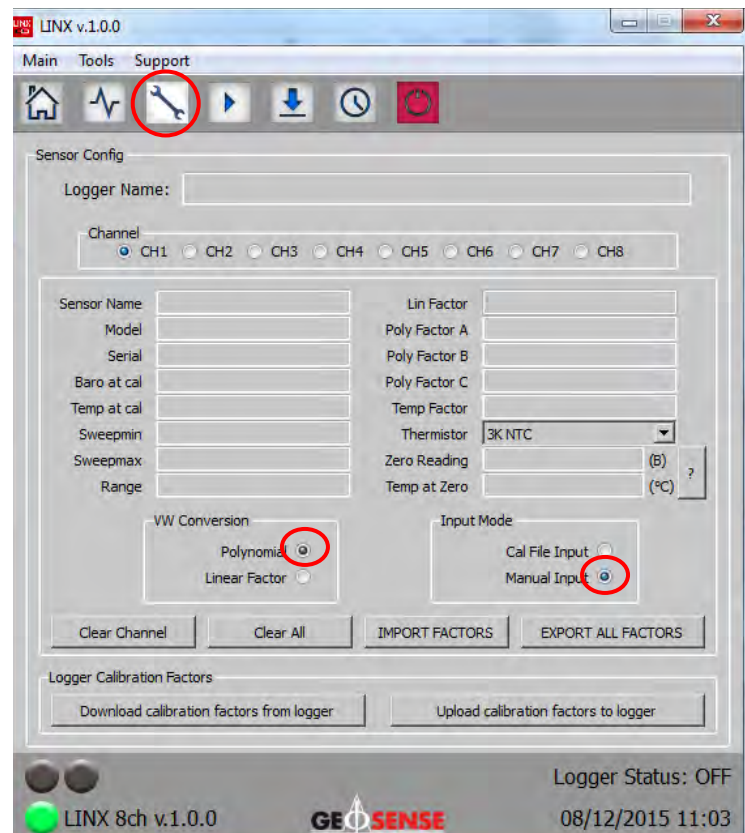 LINX v.1.0.0
Main Tools Support
Sensor Config
Logger Name:
Channel
CH1 CH2 CH3 CH4 CH5 CH6 CH7 CH8
Sensor Name Lin Factor
Model Poly Factor A
Serial Poly Factor B
Baro at cal Poly Factor C
Temp at cal Temp Factor
Sweepmin Thermistor 3K NTC
Sweepmax Zero Reading (B) ?
Range Temp at Zero (ºC)
VW Conversion Input Mode
Polynomial Cal File Input
Linear Factor Manual Input
Clear Channel Clear All IMPORT FACTORS EXPORT ALL FACTORS
Logger Calibration Factors
Download calibration factors from logger Upload calibration factors to logger
Logger Status: OFF
LINX 8ch v.1.0.0 GEOSENSE 08/12/2015 11:03